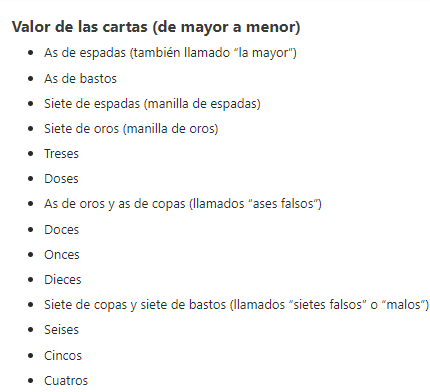 Valor de las cartas (de mayor a menor)
• As de espadas (también llamado “la mayor”)
• As de bastos
• Siete de espadas (manilla de espadas)
• Siete de oros (manilla de oros)
• Treses
• Doses
• As de oros y as de copas (llamados “ases falsos”)
• Doces
• Onces
• Dieces
• Siete de copas y siete de bastos (llamados “sietes falsos” o “malos”)
• Seises
• Cincos
• Cuatros